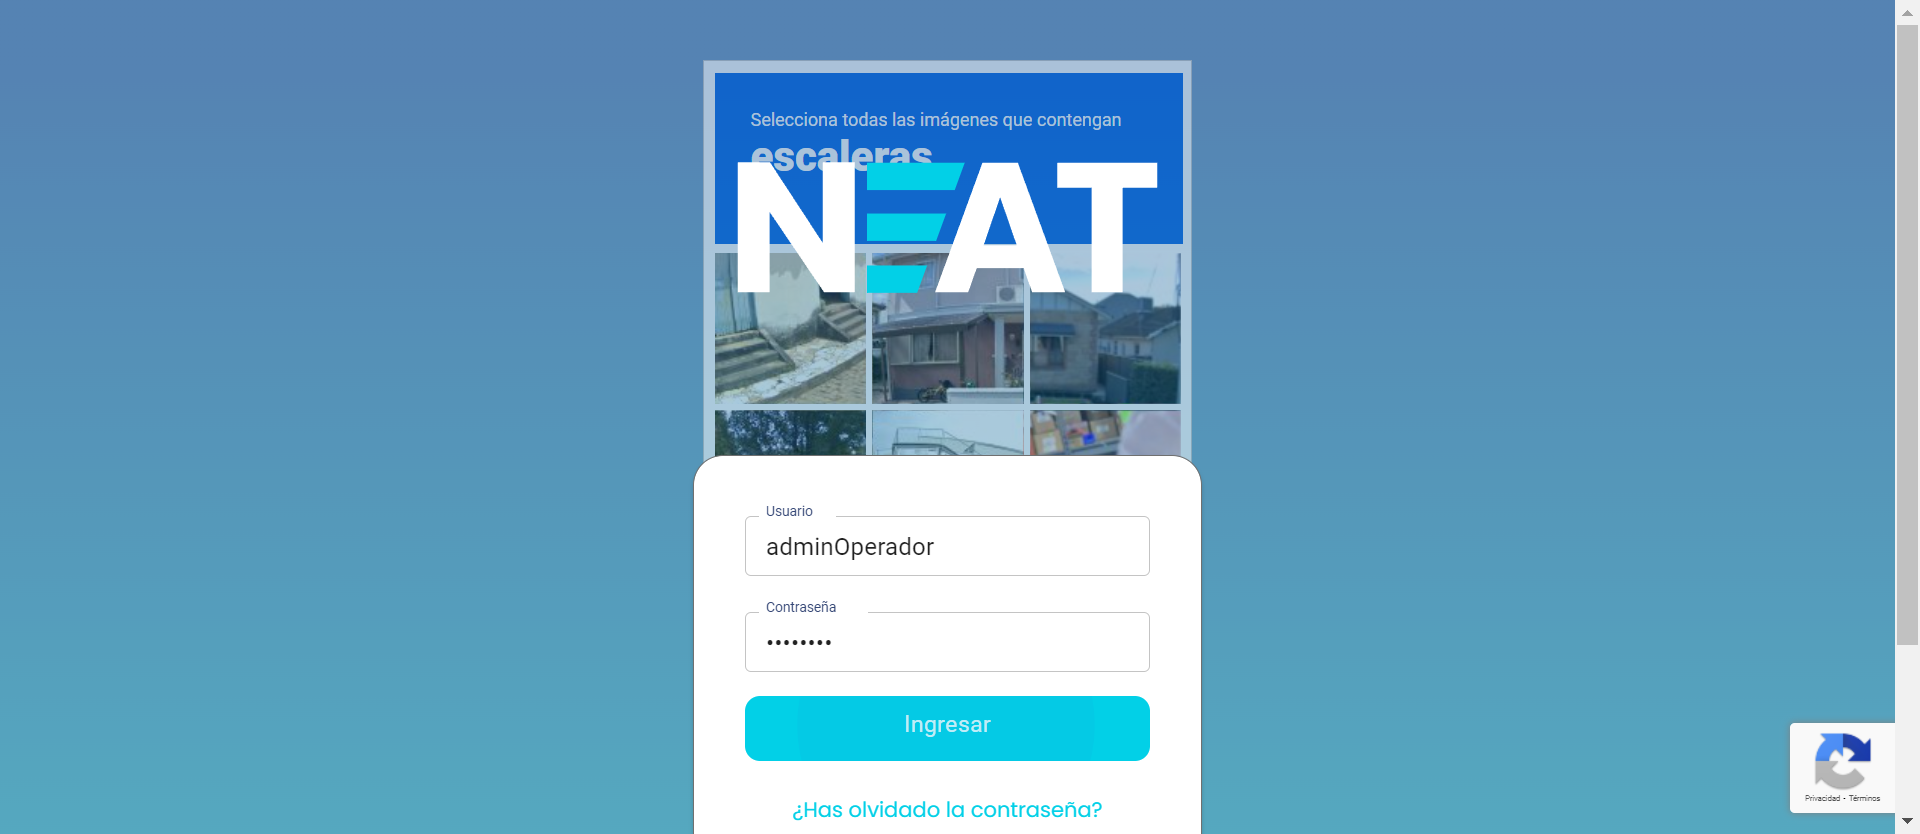 Selecciona todas las imágenes que contengan
escaleras
NEAT
Usuario
adminOperador
Contraseña
••••••••
Ingresar
¿Has olvidado la contraseña?
Privacidad - Términos